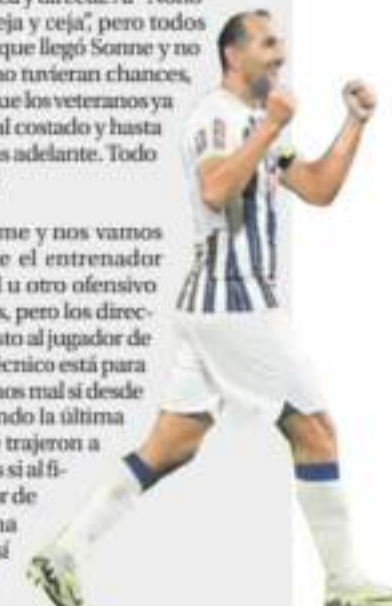 eja y ceja”, pero todos
que llegó Sonne y no
no tuvieran chances,
ue los veteranos ya
al costado y hasta
s adelante. Todo
me y nos vamos
e el entrenador
l u otro ofensivo
s, pero los direc-
sto al jugador de
écnico está para
nos mal si desde
ndo la última
e trajeron a
s si al fi-
r de
na
sí